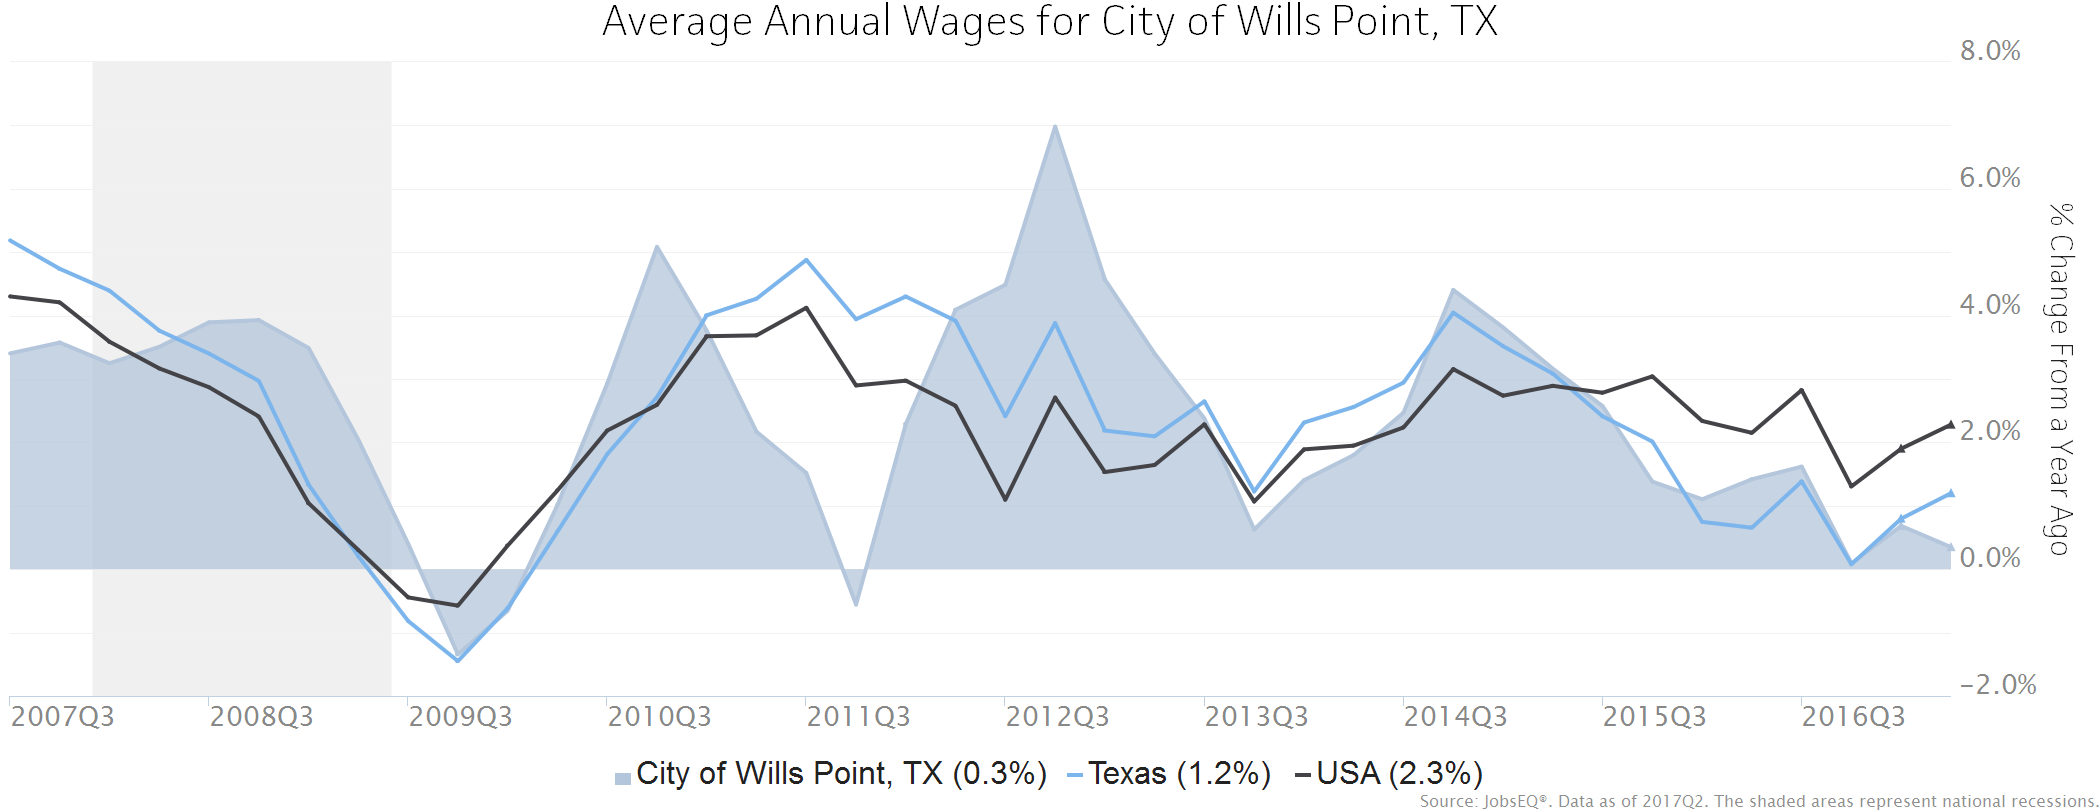 Average Annual Wages for City of Wills Point, TX
8.0%
6.0%
4.0%
2.0%
0.0%
-2.0%
% Change From a Year Ago
2007Q3 2008Q3 2009Q3 2010Q3 2011Q3 2012Q3 2013Q3 2014Q3 2015Q3 2016Q3
City of Wills Point, TX (0.3%) Texas (1.2%) USA (2.3%)
Source: JobsEQ®. Data as of 2017Q2. The shaded areas represent national recessions.